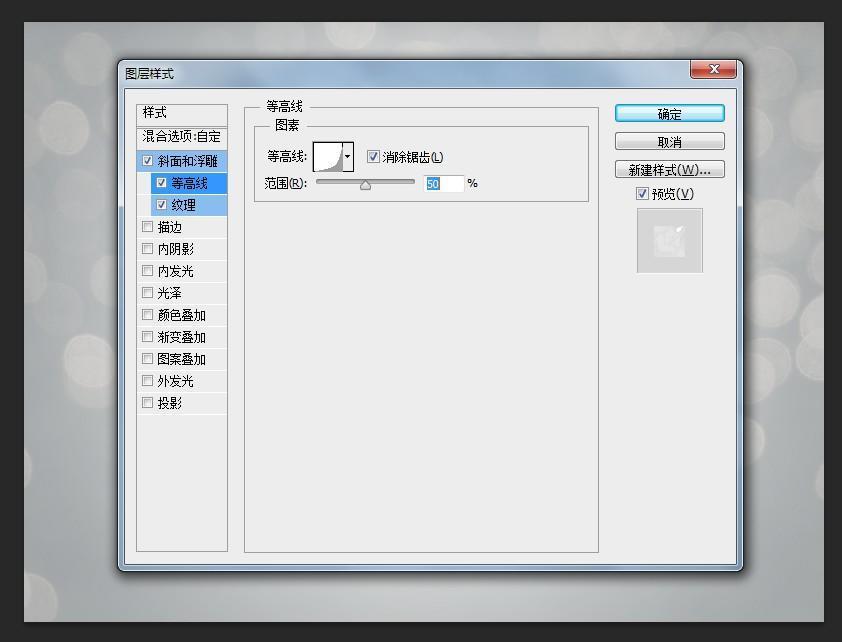 图层样式
样式
混合选项:自定
斜面和浮雕
等高线
纹理
描边
内阴影
内发光
光泽
颜色叠加
渐变叠加
图案叠加
外发光
投影
等高线
图素
等高线:
消除锯齿(L)
范围(R): 50 %
确定
取消
新建样式(W)...
预览(V)